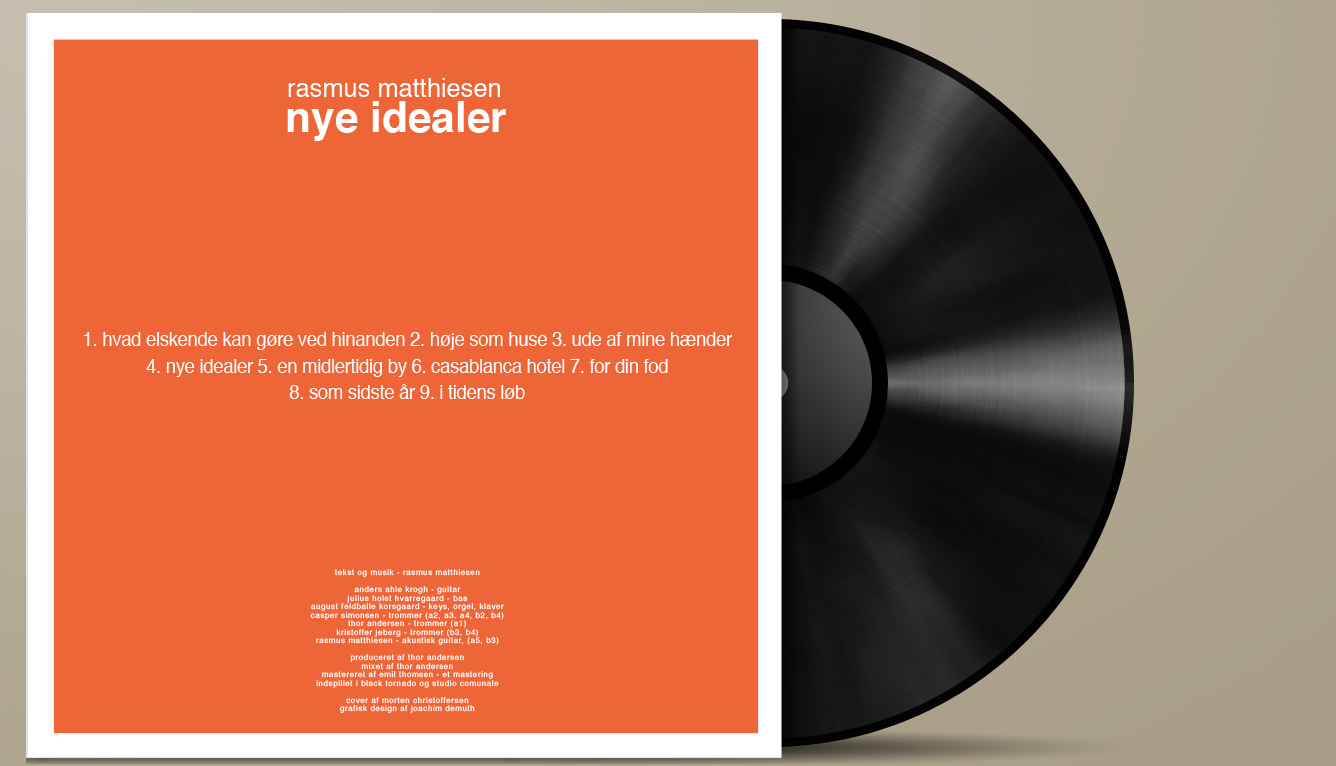 rasmus matthiesen
nye idealer
1. hvad elskende kan gøre ved hinanden 2. høje som huse 3. ude af mine hænder
4. nye idealer 5. en midlertidig by 6. casablanca hotel 7. for din fod
8. som sidste år 9. i tidens løb
tekst og musik - rasmus matthiesen
anders ahle krogh - guitar
julius holst hvarregaard - bas
august feldballe korsgaard - keys, orgel, klaver
casper simonsen - trommer (a2, a3, a4, b2, b4)
thor andersen - trommer (a1)
kristoffer jeberg - trommer (b3, b4)
rasmus matthiesen - akustisk guitar, (a5, b3)
produceret af thor andersen
mixet af thor andersen
mastereret af emil thomsen - et mastering
indspillet i black tornado og studio comunale
cover af morten christoffersen
grafisk design af joachim demuth